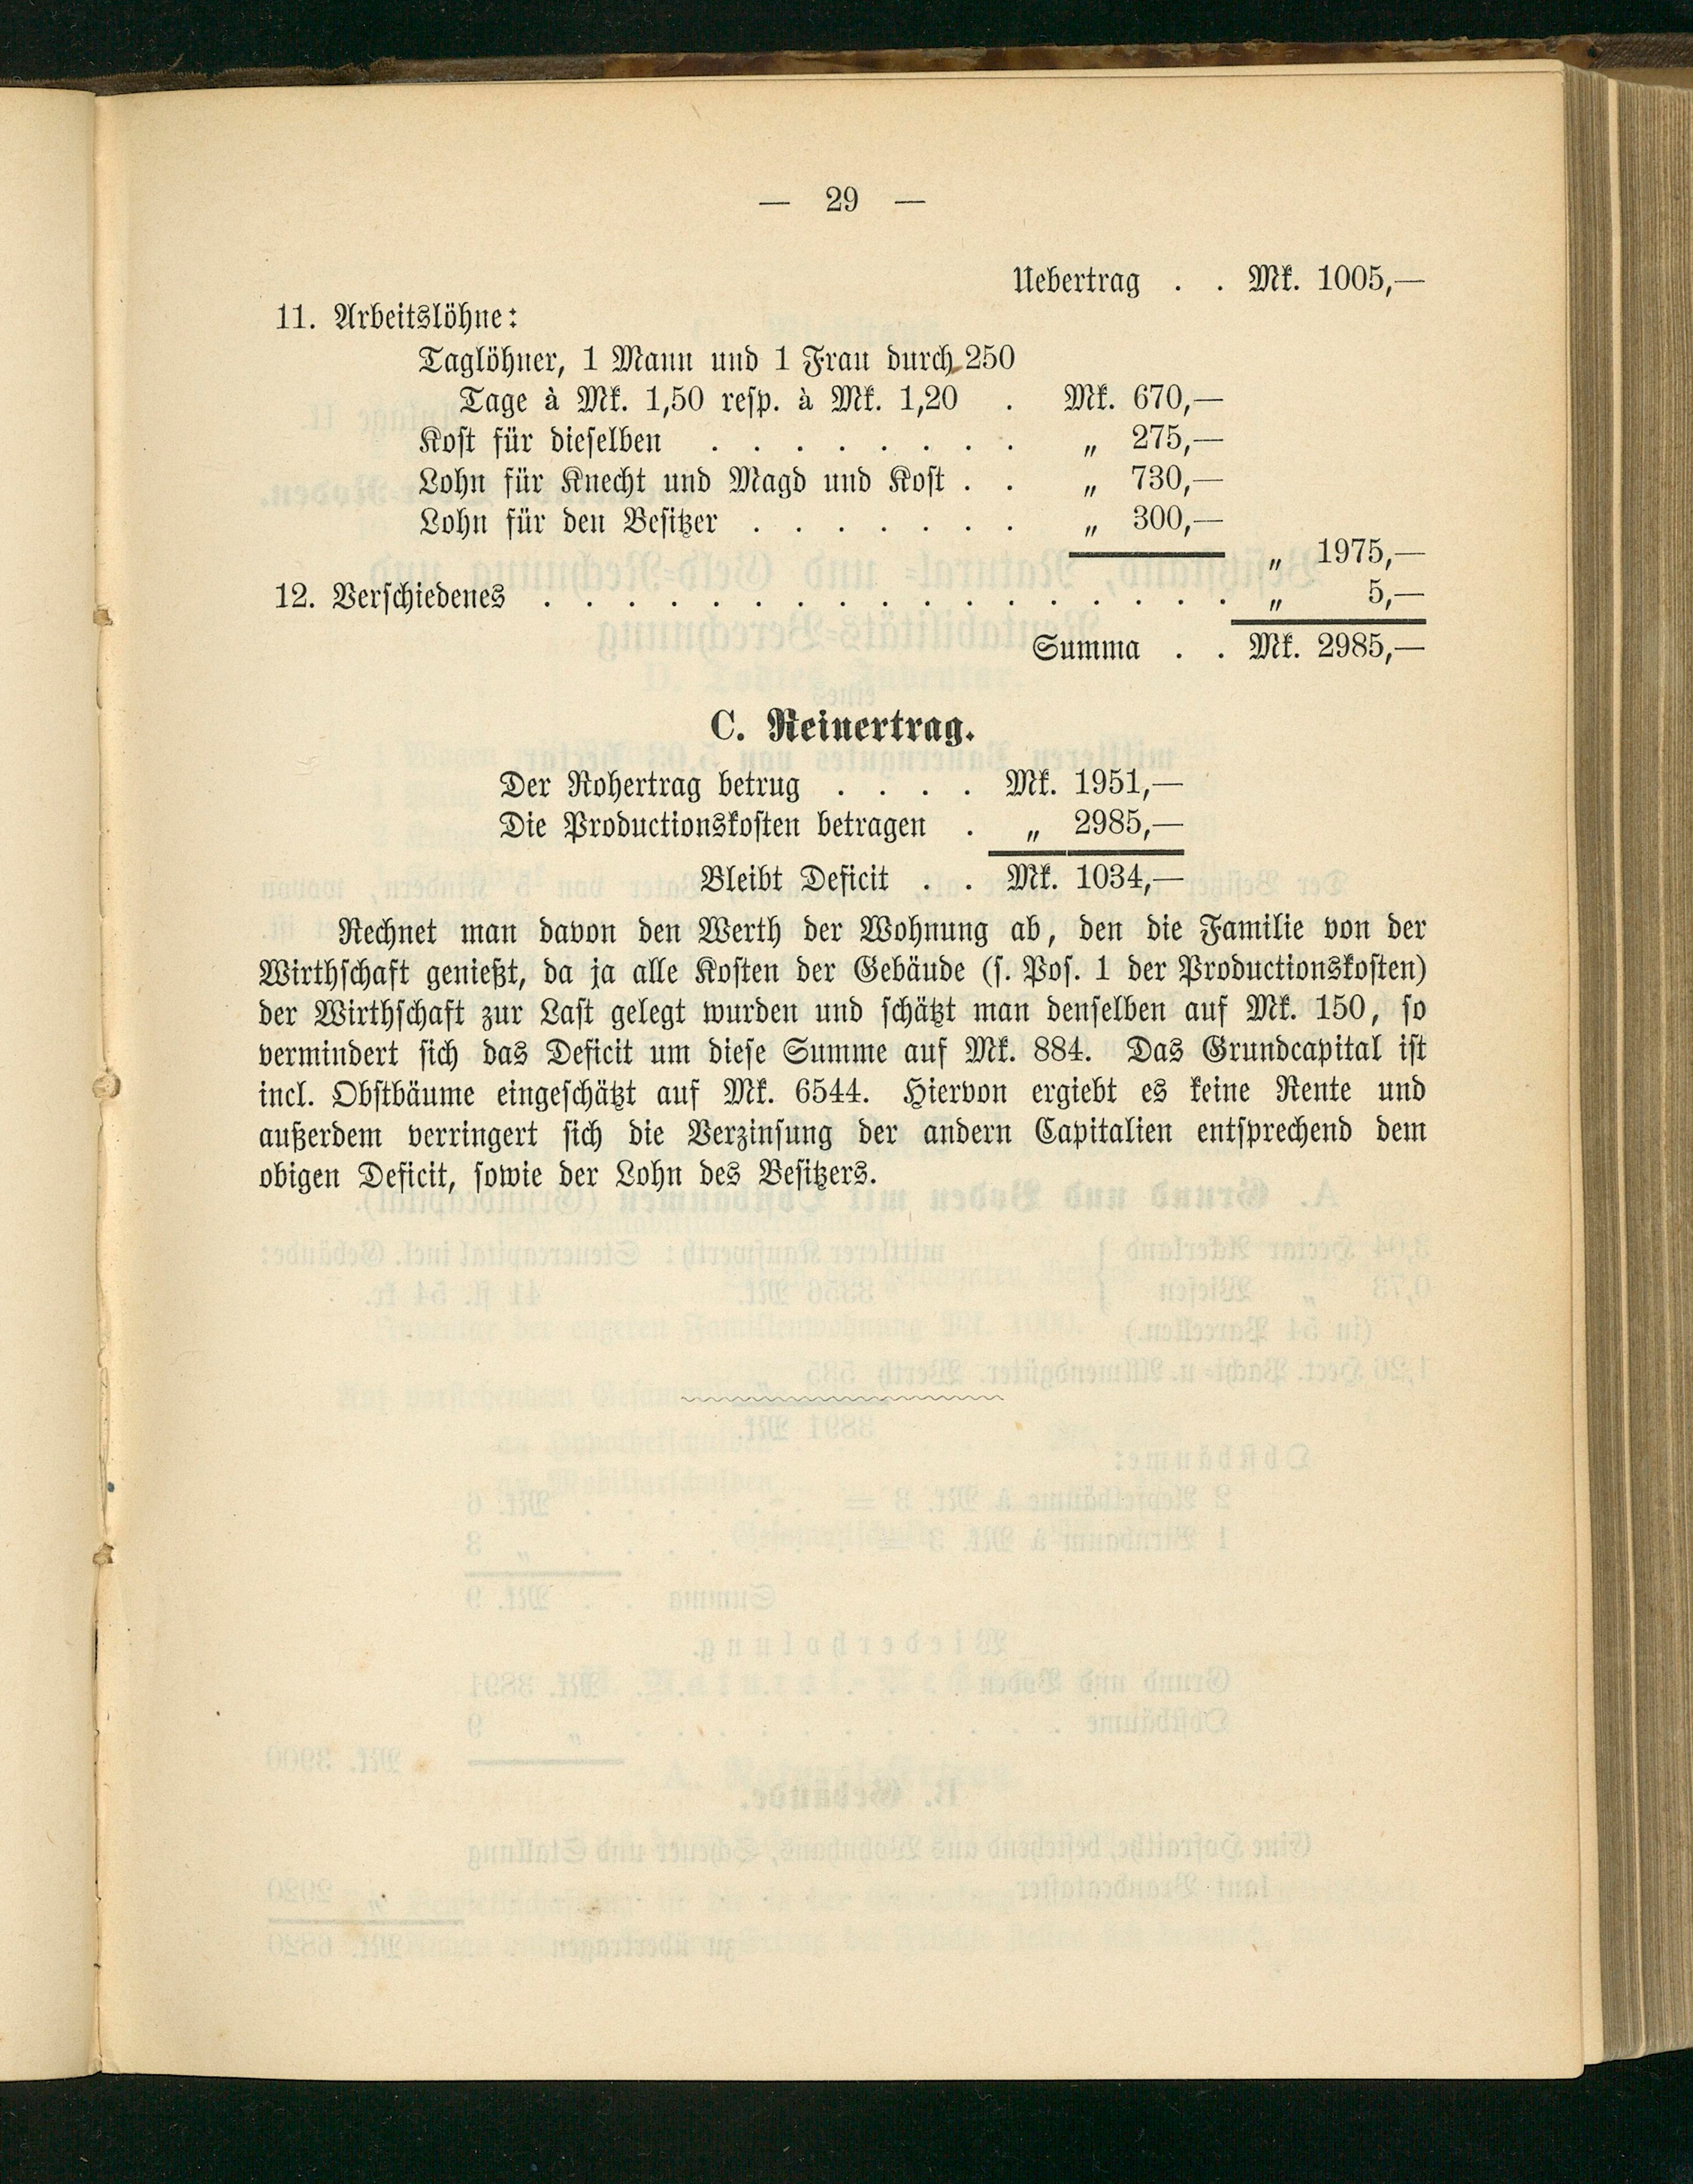 — 29 —
Uebertrag . . Mk. 1005,—
11. Arbeitslöhne:
Taglöhner, 1 Mann und 1 Frau durch 250
Tage à Mk. 1,50 resp. à Mk. 1,20 . Mk. 670,—
Kost für dieselben . . . . . . . . „ 275,—
Lohn für Knecht und Magd und Kost . . „ 730,—
Lohn für den Besitzer . . . . . . . „ 300,—
„ 1975,—
12. Verschiedenes . . . . . . . . . . . . . . . . . „ 5,—
Summa . . Mk. 2985,—
C. Reinertrag.
Der Rohertrag betrug . . . . Mk. 1951,—
Die Productionskosten betragen . „ 2985,—
Bleibt Deficit . . Mk. 1034,—
Rechnet man davon den Werth der Wohnung ab, den die Familie von der
Wirthschaft genießt, da ja alle Kosten der Gebäude (s. Pos. 1 der Productionskosten)
der Wirthschaft zur Last gelegt wurden und schätzt man denselben auf Mk. 150, so
vermindert sich das Deficit um diese Summe auf Mk. 884. Das Grundcapital ist
incl. Obstbäume eingeschätzt auf Mk. 6544. Hiervon ergiebt es keine Rente und
außerdem verringert sich die Verzinsung der andern Capitalien entsprechend dem
obigen Deficit, sowie der Lohn des Besitzers.